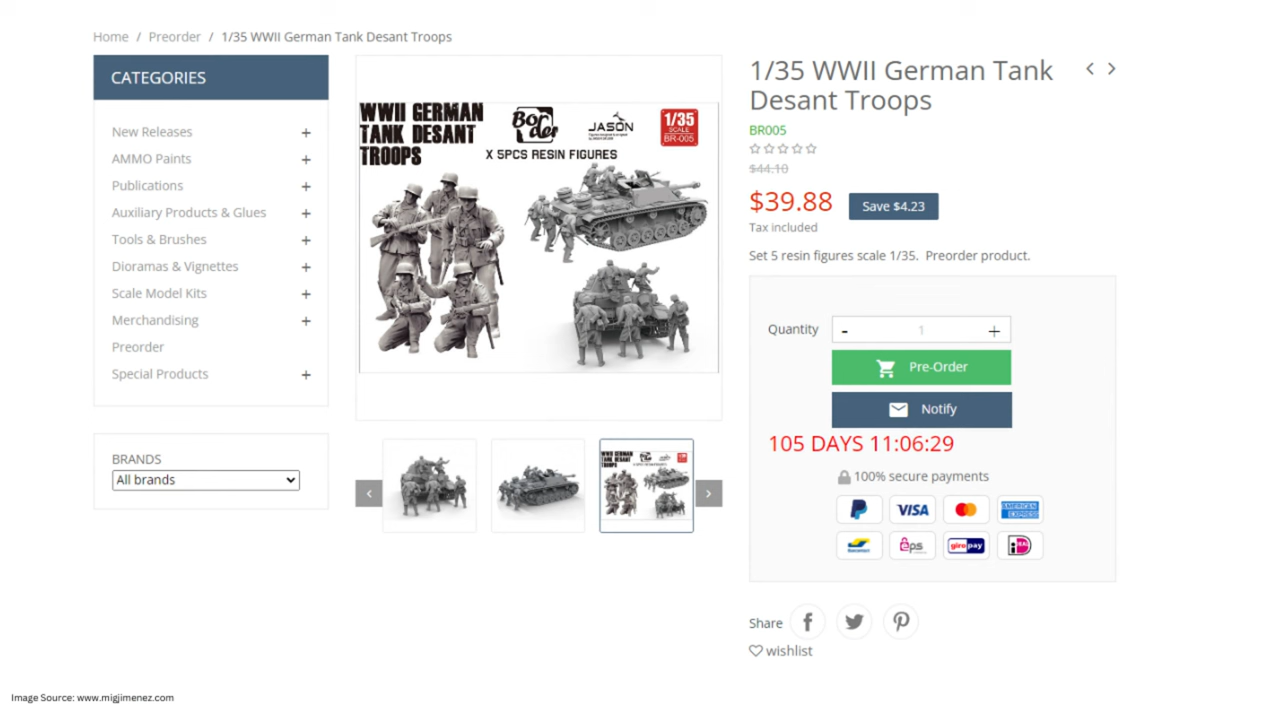 Home / Preorder / 1/35 WWII German Tank Desant Troops
CATEGORIES
New Releases +
AMMO Paints +
Publications +
Auxiliary Products & Glues +
Tools & Brushes +
Dioramas & Vignettes +
Scale Model Kits +
Merchandising +
Preorder
Special Products +
BRANDS
All brands
WWII GERMAN
TANK DESANT
TROOPS
Border
JASON
1/35
SCALE
BR-005
X 5PCS RESIN FIGURES
1/35 WWII German Tank
Desant Troops
BR005
$44.10
$39.88
Save $4.23
Tax included
Set 5 resin figures scale 1/35. Preorder product.
Quantity - 1 +
Pre-Order
Notify
105 DAYS 11:06:29
100% secure payments
VISA
AMERICAN
EXPRESS
eps
giropay
iDEAL
Share
wishlist
Image Source: www.migjimenez.com